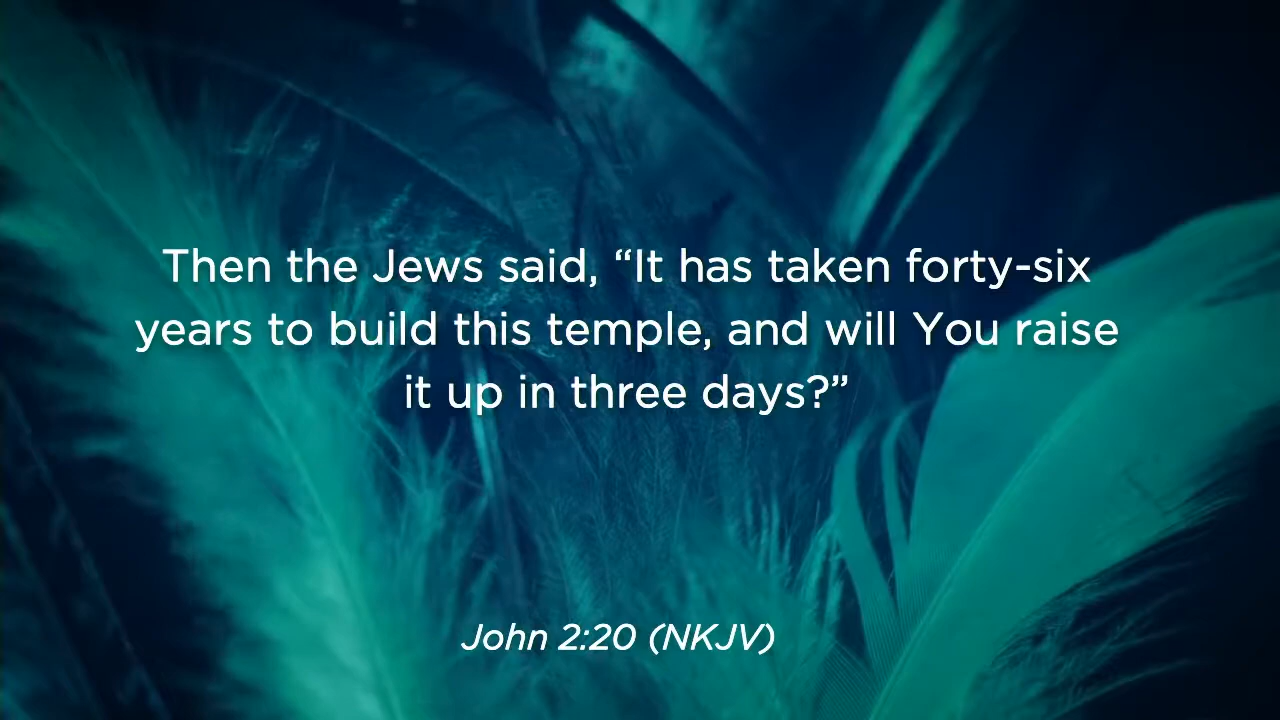 Then the Jews said, “It has taken forty-six
years to build this temple, and will You raise
it up in three days?”
John 2:20 (NKJV)